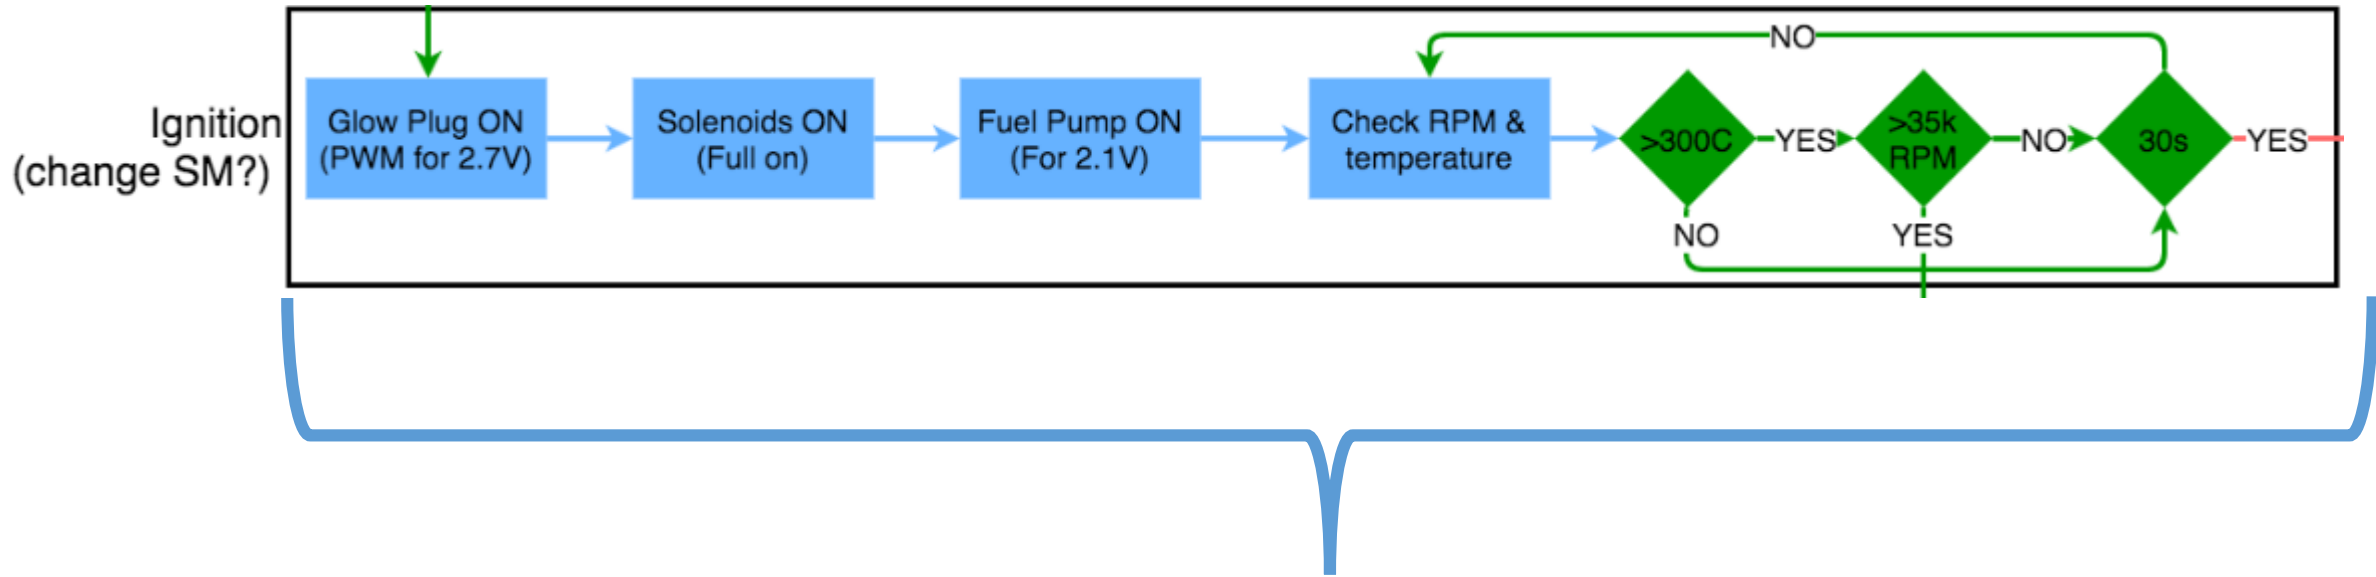 Ignition
(change SM?)
Glow Plug ON
(PWM for 2.7V)
Solenoids ON
(Full on)
Fuel Pump ON
(For 2.1V)
Check RPM &
temperature
>300C
YES
>35k
RPM
NO
30s
YES
NO
NO
YES